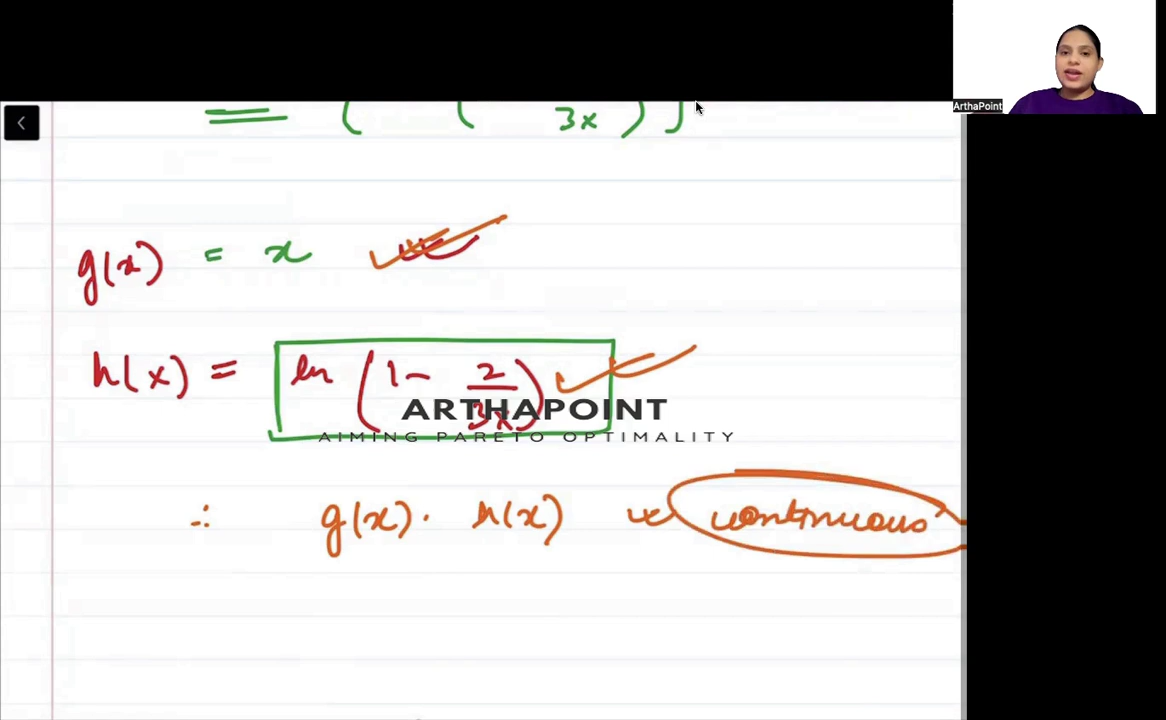 ArthaPoint
3x
g(x) = x
h(x) = ln (1 - 2/3x)
ARTHAPOINT
AIMING PARETO OPTIMALITY
∴ g(x) · h(x) is continuous